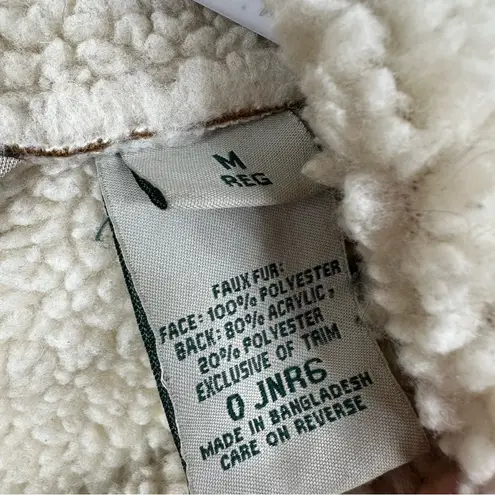 M
REG
FAUX FUR:
FACE: 100% POLYESTER
BACK: 80% ACRYLIC,
20% POLYESTER
EXCLUSIVE OF TRIM
0 JNR6
MADE IN BANGLADESH
CARE ON REVERSE